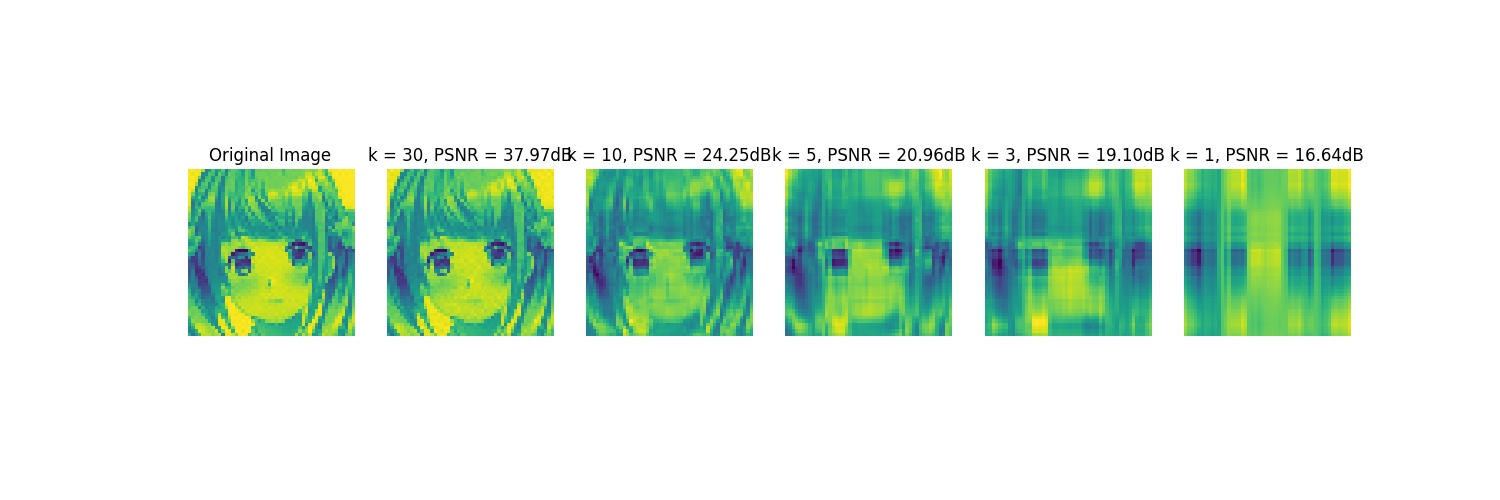 Original Image
k = 30, PSNR = 37.97dB
k = 10, PSNR = 24.25dB
k = 5, PSNR = 20.96dB
k = 3, PSNR = 19.10dB
k = 1, PSNR = 16.64dB